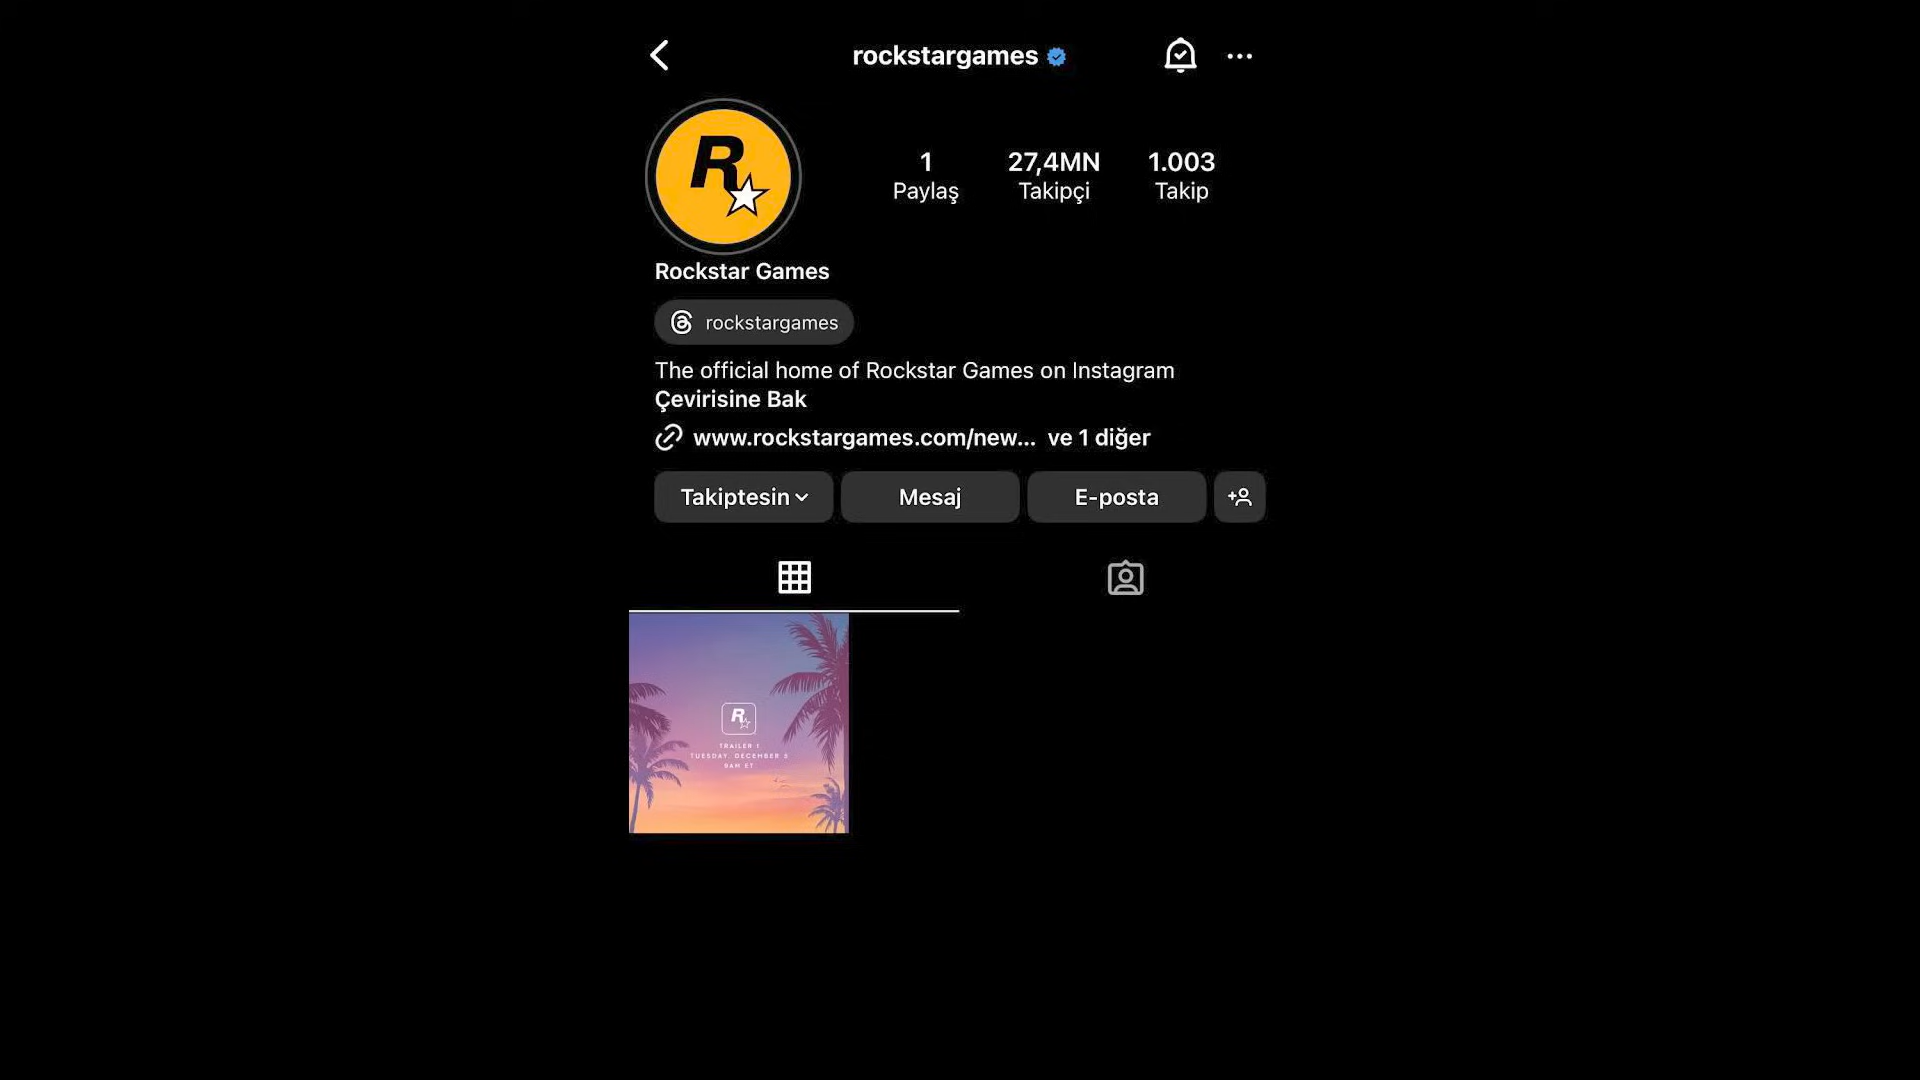 rockstargames
1 27,4MN 1.003
Paylaş Takipçi Takip
Rockstar Games
rockstargames
The official home of Rockstar Games on Instagram
Çevirisine Bak
www.rockstargames.com/new... ve 1 diğer
Takiptesin Mesaj E-posta
R
TRAILER 1
TUESDAY, DECEMBER 5
9AM ET